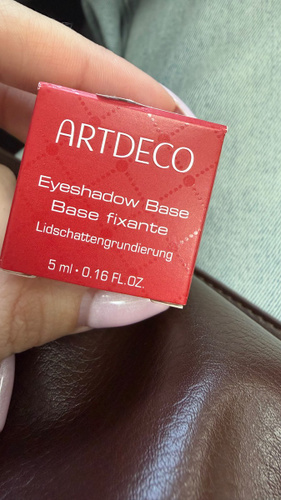 ARTDECO
Eyeshadow Base
Base fixante
Lidschattengrundierung
5 ml • 0.16 FL.OZ.